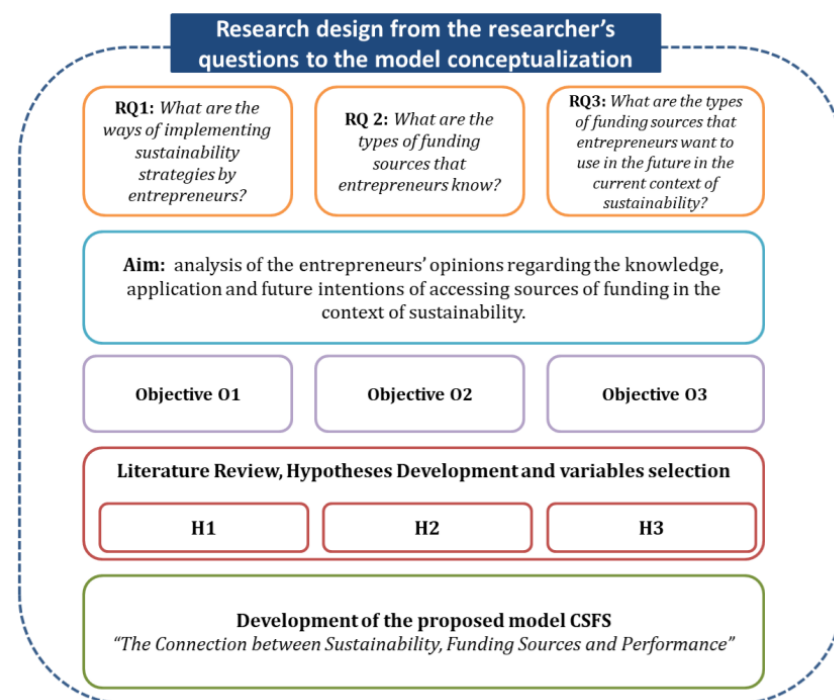 Research design from the researcher's
questions to the model conceptualization
RQ1: What are the
ways of implementing
sustainability
strategies by
entrepreneurs?
RQ 2: What are the
types of funding
sources that
entrepreneurs know?
RQ3: What are the types
of funding sources that
entrepreneurs want to
use in the future in the
current context of
sustainability?
Aim: analysis of the entrepreneurs' opinions regarding the knowledge,
application and future intentions of accessing sources of funding in the
context of sustainability.
Objective O1
Objective O2
Objective O3
Literature Review, Hypotheses Development and variables selection
H1
H2
H3
Development of the proposed model CSFS
"The Connection between Sustainability, Funding Sources and Performance"